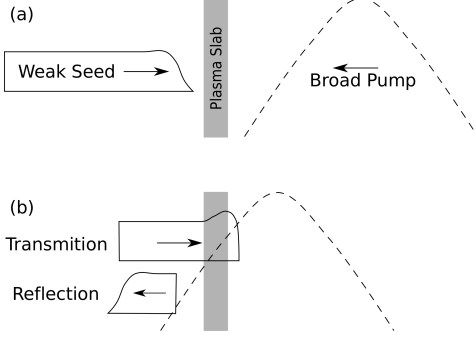 (a)
Weak Seed
Plasma Slab
Broad Pump
(b)
Transmition
Reflection